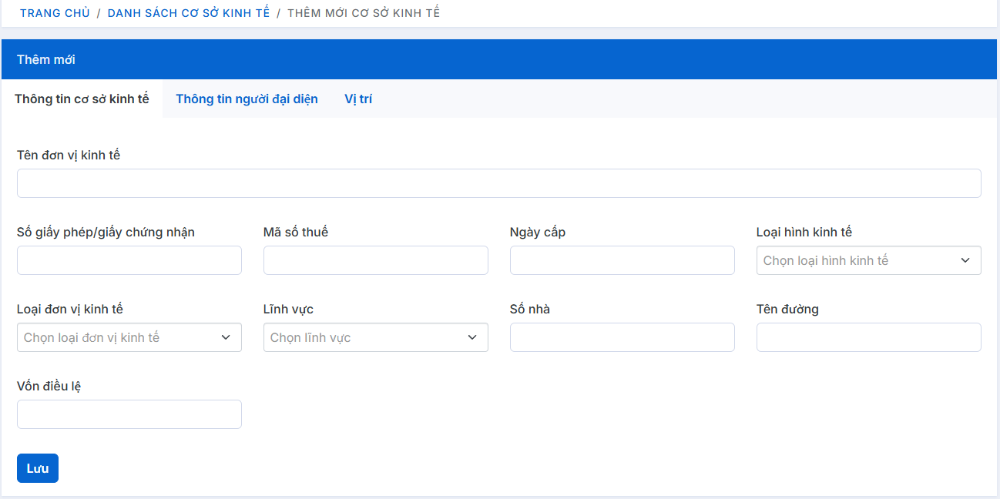 TRANG CHỦ / DANH SÁCH CƠ SỞ KINH TẾ / THÊM MỚI CƠ SỞ KINH TẾ
Thêm mới
Thông tin cơ sở kinh tế Thông tin người đại diện Vị trí
Tên đơn vị kinh tế
Số giấy phép/giấy chứng nhận Mã số thuế Ngày cấp Loại hình kinh tế
Chọn loại hình kinh tế
Loại đơn vị kinh tế Lĩnh vực Số nhà Tên đường
Chọn loại đơn vị kinh tế Chọn lĩnh vực
Vốn điều lệ
Lưu